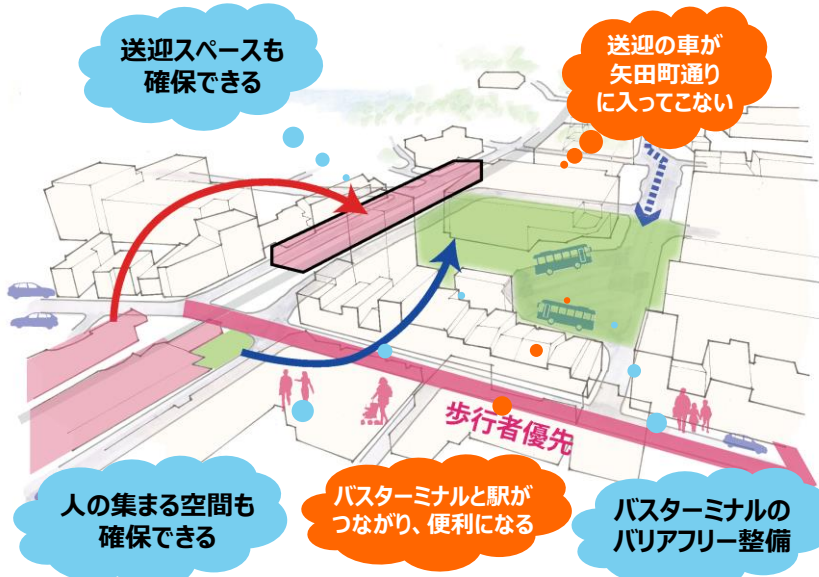 送迎スペースも
確保できる
送迎の車が
矢田町通り
に入ってこない
歩行者優先
人の集まる空間も
確保できる
バスターミナルと駅が
つながり、便利になる
バスターミナルの
バリアフリー整備